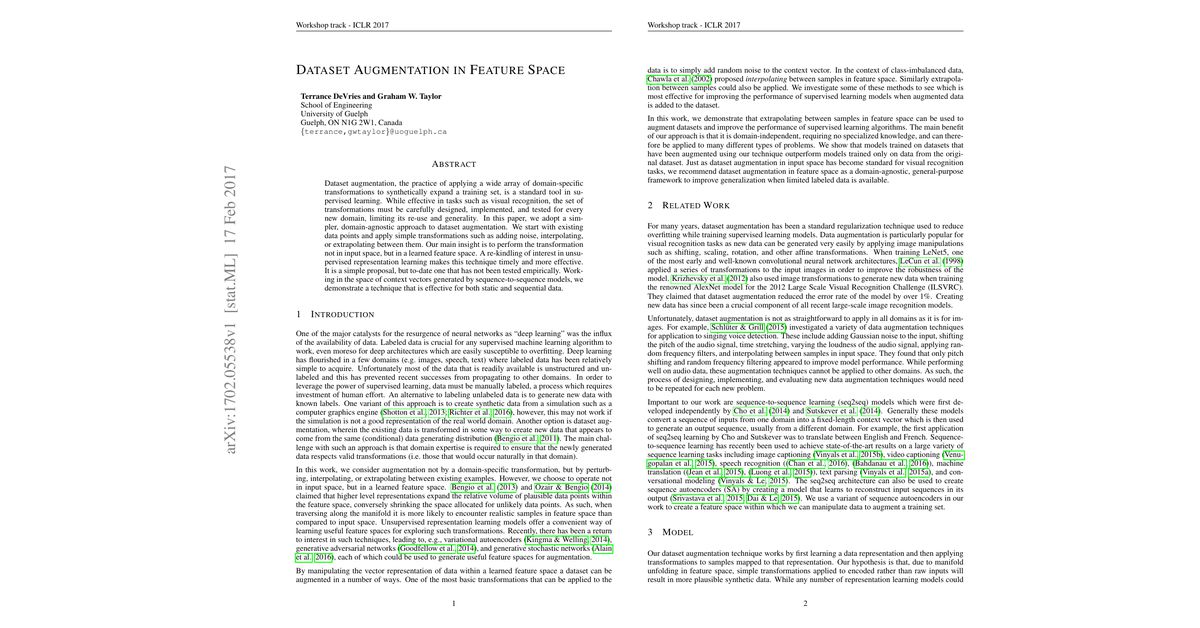 Workshop track - ICLR 2017
DATASET AUGMENTATION IN FEATURE SPACE
Terrance DeVries and Graham W. Taylor
School of Engineering
University of Guelph
Guelph, ON N1G 2W1, Canada
{terrance,gwtaylor}@uoguelph.ca
ABSTRACT
Dataset augmentation, the practice of applying a wide array of domain-specific
transformations to synthetically expand a training set, is a standard tool in su-
pervised learning. While effective in tasks such as visual recognition, the set of
transformations must be carefully designed, implemented, and tested for every
new domain, limiting its re-use and generality. In this paper, we adopt a sim-
pler, domain-agnostic approach to dataset augmentation. We start with existing
data points and apply simple transformations such as adding noise, interpolating,
or extrapolating between them. Our main insight is to perform the transformation
not in input space, but in a learned feature space. A re-kindling of interest in un-
supervised representation learning makes this technique timely and more effective.
It is a simple proposal, but to-date one that has not been tested empirically. Work-
ing in the space of context vectors generated by sequence-to-sequence models, we
demonstrate a technique that is effective for both static and sequential data.
1 INTRODUCTION
One of the major catalysts for the resurgence of neural networks as “deep learning” was the influx
of the availability of data. Labeled data is crucial for any supervised machine learning algorithm to
work, even moreso for deep architectures which are easily susceptible to overfitting. Deep learning
has flourished in a few domains (e.g. images, speech, text) where labeled data has been relatively
simple to acquire. Unfortunately most of the data that is readily available is unstructured and un-
labeled and this has prevented recent successes from propagating to other domains. In order to
leverage the power of supervised learning, data must be manually labeled, a process which requires
investment of human effort. An alternative to labeling unlabeled data is to generate new data with
known labels. One variant of this approach is to create synthetic data from a simulation such as a
computer graphics engine (Shotton et al., 2013; Richter et al., 2016), however, this may not work if
the simulation is not a good representation of the real world domain. Another option is dataset aug-
mentation, wherein the existing data is transformed in some way to create new data that appears to
come from the same (conditional) data generating distribution (Bengio et al., 2011). The main chal-
lenge with such an approach is that domain expertise is required to ensure that the newly generated
data respects valid transformations (i.e. those that would occur naturally in that domain).
In this work, we consider augmentation not by a domain-specific transformation, but by perturb-
ing, interpolating, or extrapolating between existing examples. However, we choose to operate not
in input space, but in a learned feature space. Bengio et al. (2013) and Ozair & Bengio (2014)
claimed that higher level representations expand the relative volume of plausible data points within
the feature space, conversely shrinking the space allocated for unlikely data points. As such, when
traversing along the manifold it is more likely to encounter realistic samples in feature space than
compared to input space. Unsupervised representation learning models offer a convenient way of
learning useful feature spaces for exploring such transformations. Recently, there has been a return
to interest in such techniques, leading to, e.g., variational autoencoders (Kingma & Welling, 2014),
generative adversarial networks (Goodfellow et al., 2014), and generative stochastic networks (Alain
et al., 2016), each of which could be used to generate useful feature spaces for augmentation.
By manipulating the vector representation of data within a learned feature space a dataset can be
augmented in a number of ways. One of the most basic transformations that can be applied to the
1
arXiv:1702.05538v1 [stat.ML] 17 Feb 2017
Workshop track - ICLR 2017
data is to simply add random noise to the context vector. In the context of class-imbalanced data,
Chawla et al. (2002) proposed interpolating between samples in feature space. Similarly extrapola-
tion between samples could also be applied. We investigate some of these methods to see which is
most effective for improving the performance of supervised learning models when augmented data
is added to the dataset.
In this work, we demonstrate that extrapolating between samples in feature space can be used to
augment datasets and improve the performance of supervised learning algorithms. The main benefit
of our approach is that it is domain-independent, requiring no specialized knowledge, and can there-
fore be applied to many different types of problems. We show that models trained on datasets that
have been augmented using our technique outperform models trained only on data from the origi-
nal dataset. Just as dataset augmentation in input space has become standard for visual recognition
tasks, we recommend dataset augmentation in feature space as a domain-agnostic, general-purpose
framework to improve generalization when limited labeled data is available.
2 RELATED WORK
For many years, dataset augmentation has been a standard regularization technique used to reduce
overfitting while training supervised learning models. Data augmentation is particularly popular for
visual recognition tasks as new data can be generated very easily by applying image manipulations
such as shifting, scaling, rotation, and other affine transformations. When training LeNet5, one
of the most early and well-known convolutional neural network architectures, LeCun et al. (1998)
applied a series of transformations to the input images in order to improve the robustness of the
model. Krizhevsky et al. (2012) also used image transformations to generate new data when training
the renowned AlexNet model for the 2012 Large Scale Visual Recognition Challenge (ILSVRC).
They claimed that dataset augmentation reduced the error rate of the model by over 1%. Creating
new data has since been a crucial component of all recent large-scale image recognition models.
Unfortunately, dataset augmentation is not as straightforward to apply in all domains as it is for im-
ages. For example, Schlüter & Grill (2015) investigated a variety of data augmentation techniques
for application to singing voice detection. These include adding Gaussian noise to the input, shifting
the pitch of the audio signal, time stretching, varying the loudness of the audio signal, applying ran-
dom frequency filters, and interpolating between samples in input space. They found that only pitch
shifting and random frequency filtering appeared to improve model performance. While performing
well on audio data, these augmentation techniques cannot be applied to other domains. As such, the
process of designing, implementing, and evaluating new data augmentation techniques would need
to be repeated for each new problem.
Important to our work are sequence-to-sequence learning (seq2seq) models which were first de-
veloped independently by Cho et al. (2014) and Sutskever et al. (2014). Generally these models
convert a sequence of inputs from one domain into a fixed-length context vector which is then used
to generate an output sequence, usually from a different domain. For example, the first application
of seq2seq learning by Cho and Sutskever was to translate between English and French. Sequence-
to-sequence learning has recently been used to achieve state-of-the-art results on a large variety of
sequence learning tasks including image captioning (Vinyals et al., 2015b), video captioning (Venu-
gopalan et al., 2015), speech recognition ((Chan et al., 2016), (Bahdanau et al., 2016)), machine
translation ((Jean et al., 2015), (Luong et al., 2015)), text parsing (Vinyals et al., 2015a), and con-
versational modeling (Vinyals & Le, 2015). The seq2seq architecture can also be used to create
sequence autoencoders (SA) by creating a model that learns to reconstruct input sequences in its
output (Srivastava et al., 2015; Dai & Le, 2015). We use a variant of sequence autoencoders in our
work to create a feature space within which we can manipulate data to augment a training set.
3 MODEL
Our dataset augmentation technique works by first learning a data representation and then applying
transformations to samples mapped to that representation. Our hypothesis is that, due to manifold
unfolding in feature space, simple transformations applied to encoded rather than raw inputs will
result in more plausible synthetic data. While any number of representation learning models could
2